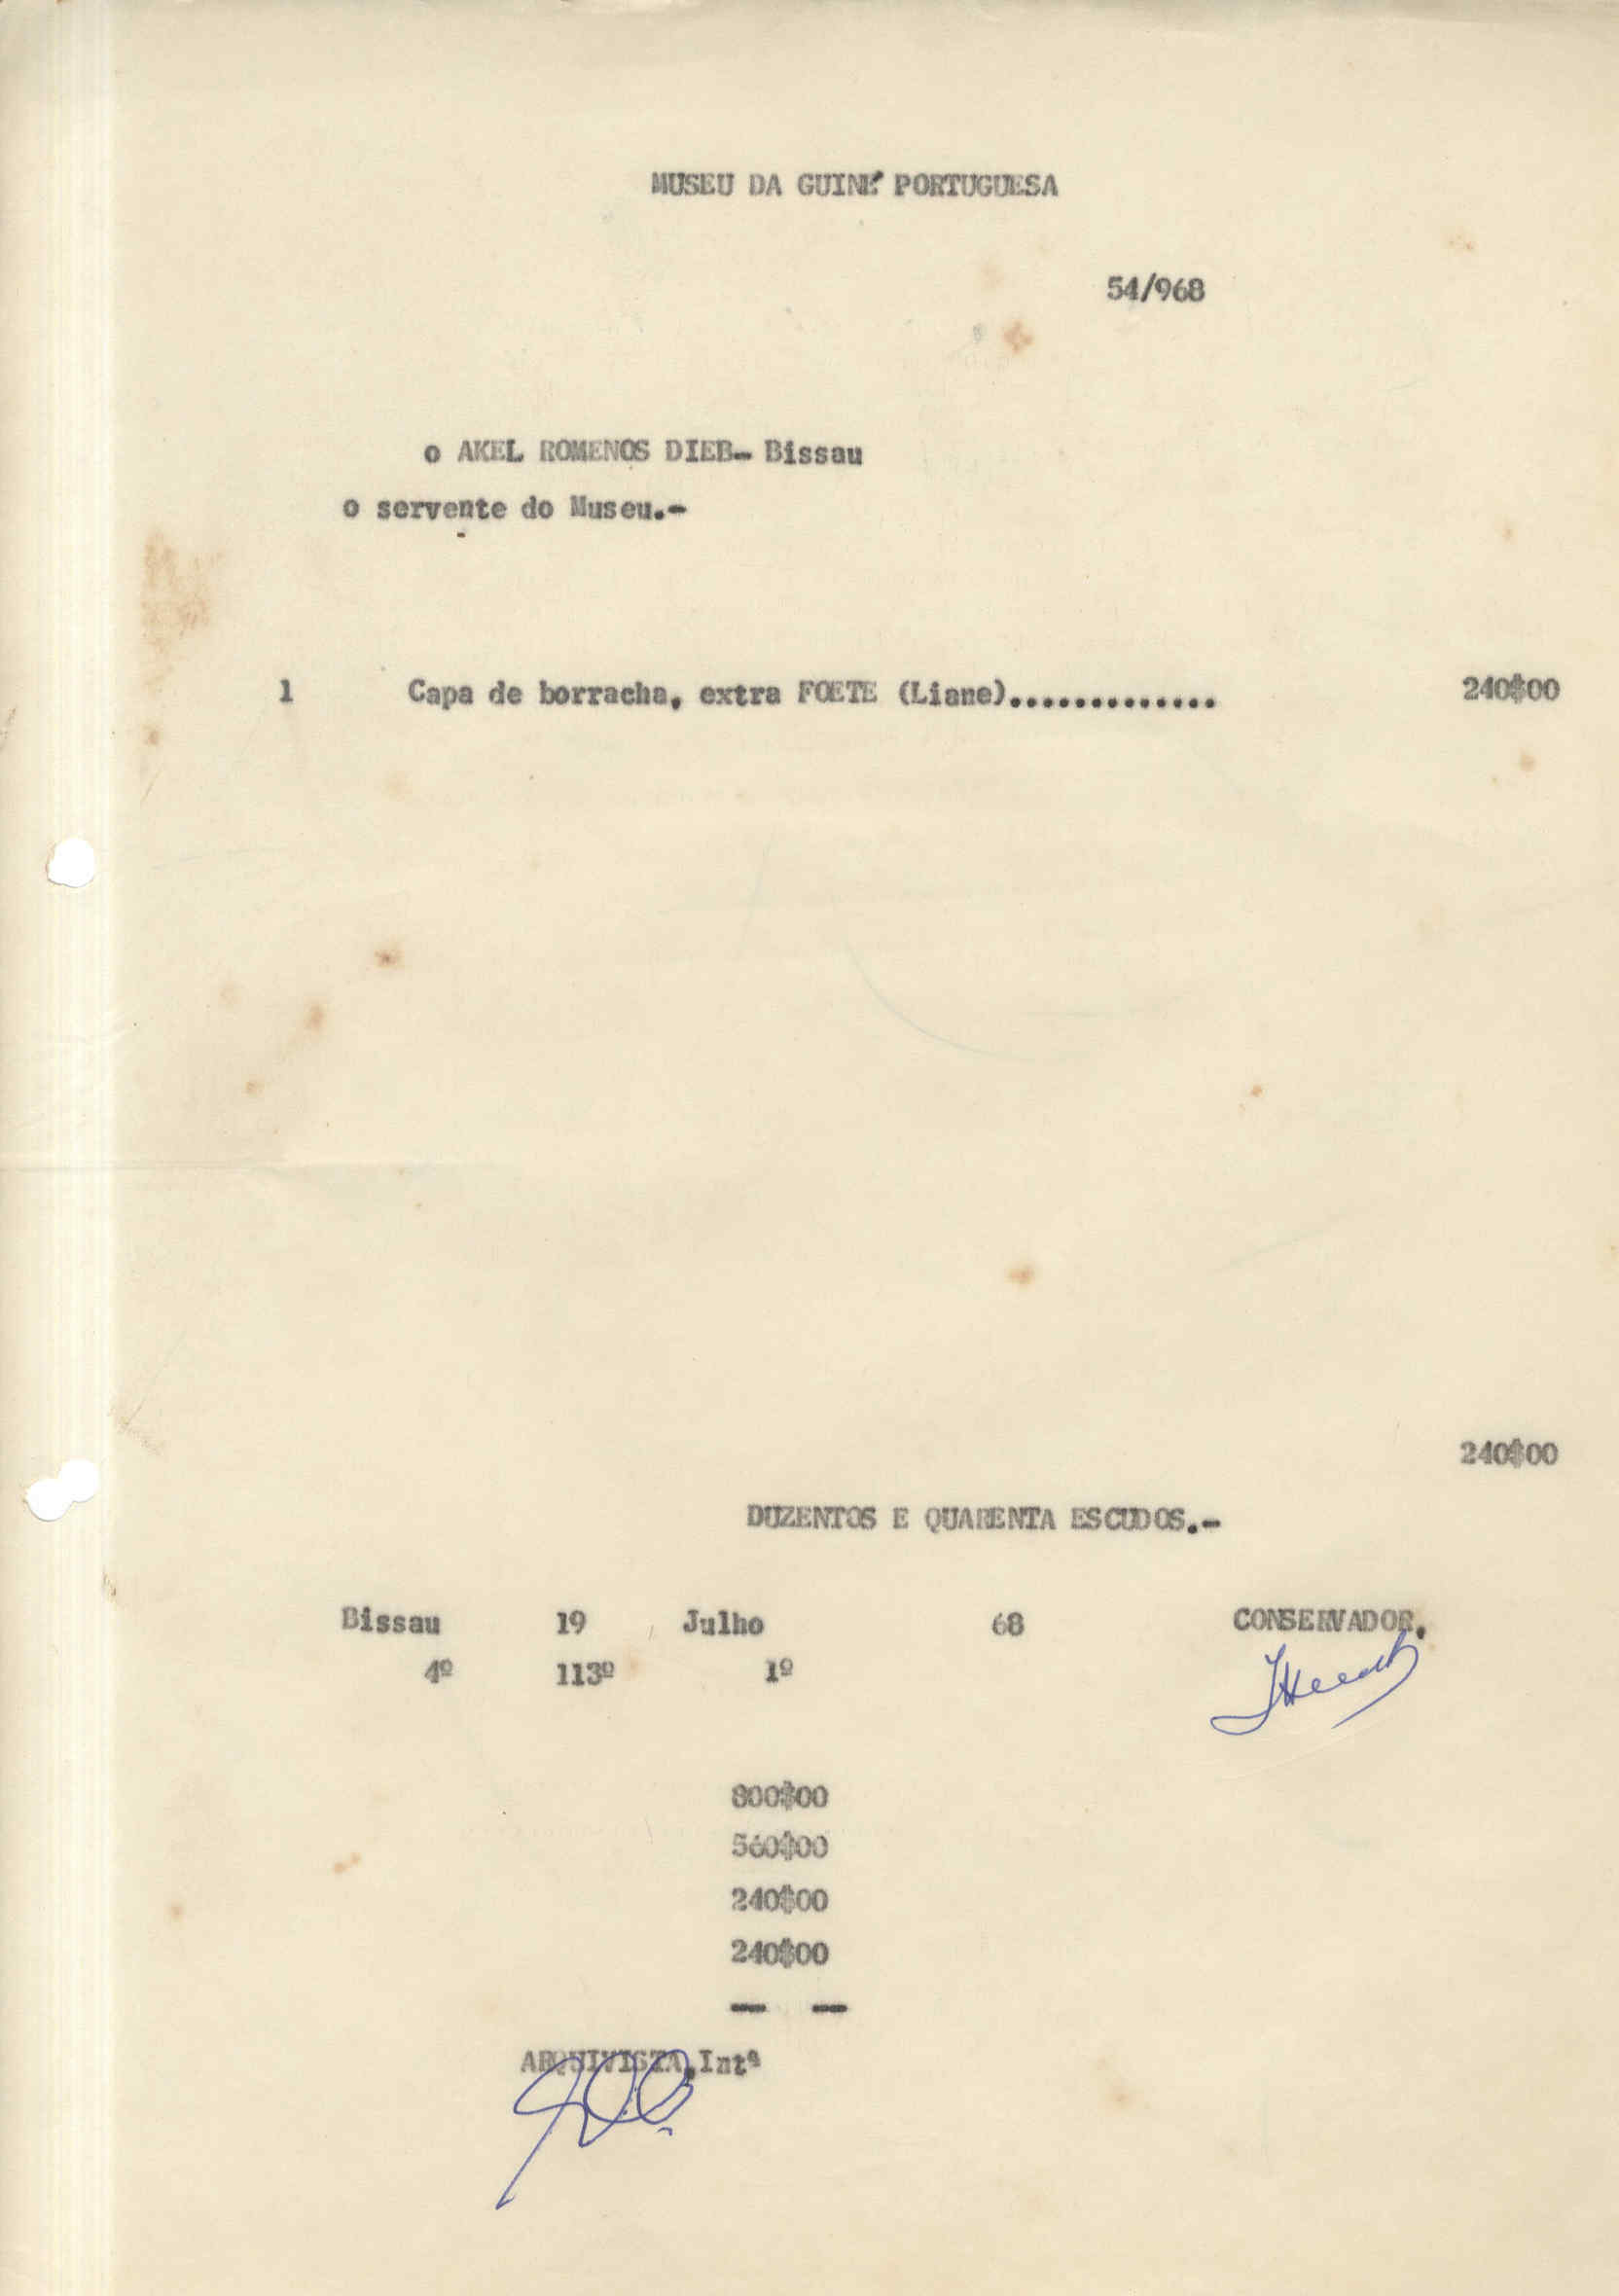 MUSEU DA GUINÉ PORTUGUESA
54/968
o AKEL ROMENOS DIEB- Bissau
o servente do Museu.-
1 Capa de borracha, extra FOETE (Liane)............. 240$00
240$00
DUZENTOS E QUARENTA ESCUDOS.-
Bissau 19 Julho 68 CONSERVADOR.
4º 113º 1º
800$00
560$00
240$00
240$00
-- --
ARQUIVISTA,Intª